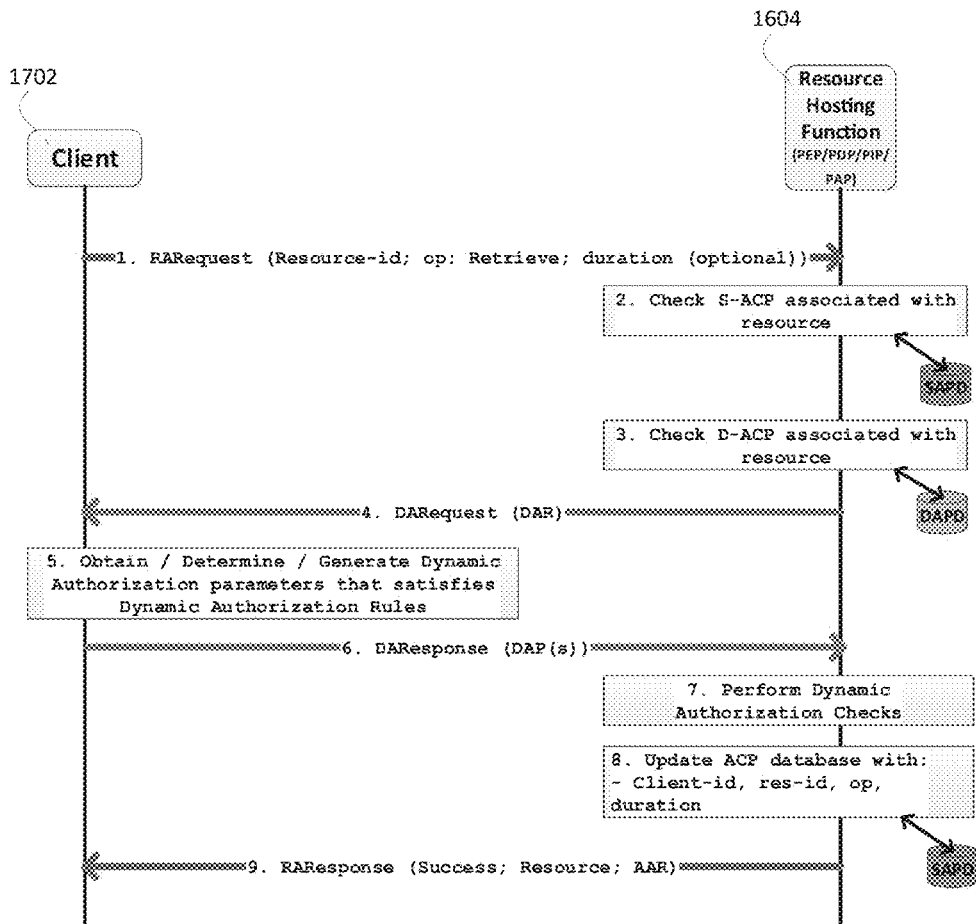 1604
1702
Resource
Hosting
Function
(PEP/PDP/PIP/
PAP)
Client
1. RARequest (Resource-id; op: Retrieve; duration (optional))
2. Check S-ACP associated with
resource
SAPD
3. Check D-ACP associated with
resource
DAPD
4. DARequest (DAR)
5. Obtain / Determine / Generate Dynamic
Authorization parameters that satisfies
Dynamic Authorization Rules
6. DAResponse (DAP(s))
7. Perform Dynamic
Authorization Checks
8. Update ACP database with:
- Client-id, res-id, op,
duration
SAPD
9. RAResponse (Success; Resource; AAR)